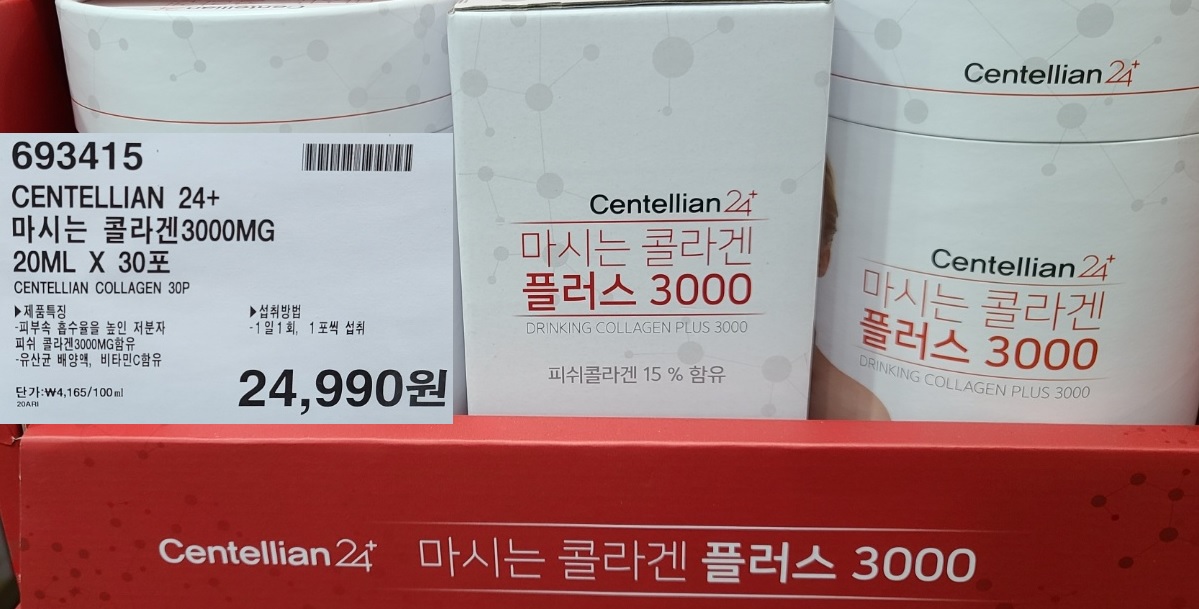 Centellian
693415
CENTELLIAN 24+
마시는 콜라겐3000MG
20ML X 30포
CENTELLIAN COLLAGEN 30P
▶제품특징
-피부속 흡수율을 높인 저분자
피쉬 콜라겐3000MG함유
-유산균 배양액, 비타민C함유
▶섭취방법
-1일1회, 1포씩 섭취
단가:₩4,165/100㎖
20ARI
24,990원
Centellian24+
마시는 콜라겐
플러스 3000
DRINKING COLLAGEN PLUS 3000
피쉬콜라겐 15 % 함유
Centellian24+
Centellian24+
마시는 콜라겐
플러스 3000
DRINKING COLLAGEN PLUS 3000
Centellian24+ 마시는 콜라겐 플러스 3000